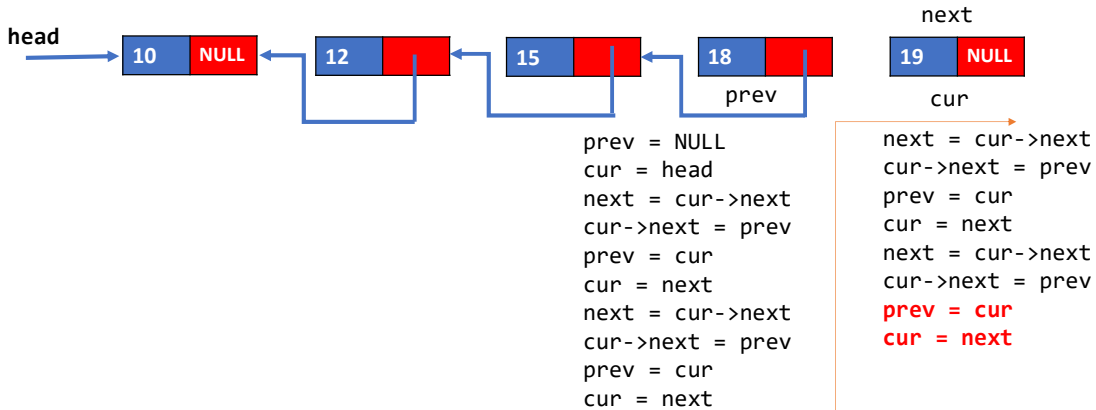 next
head
10 NULL 12 15 18 19 NULL
prev cur
prev = NULL
cur = head
next = cur->next
cur->next = prev
prev = cur
cur = next
next = cur->next
cur->next = prev
prev = cur
cur = next
next = cur->next
cur->next = prev
prev = cur
cur = next
next = cur->next
cur->next = prev
prev = cur
cur = next